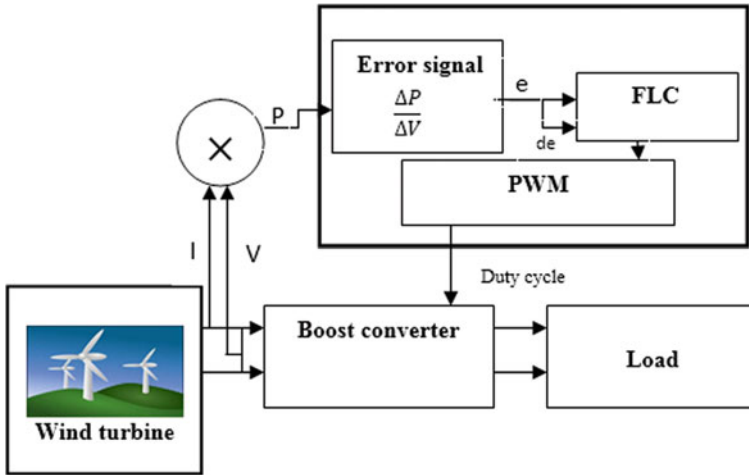 Error signal
ΔP
ΔV
e
de
FLC
P
×
PWM
I
V
Duty cycle
Boost converter
Load
Wind turbine